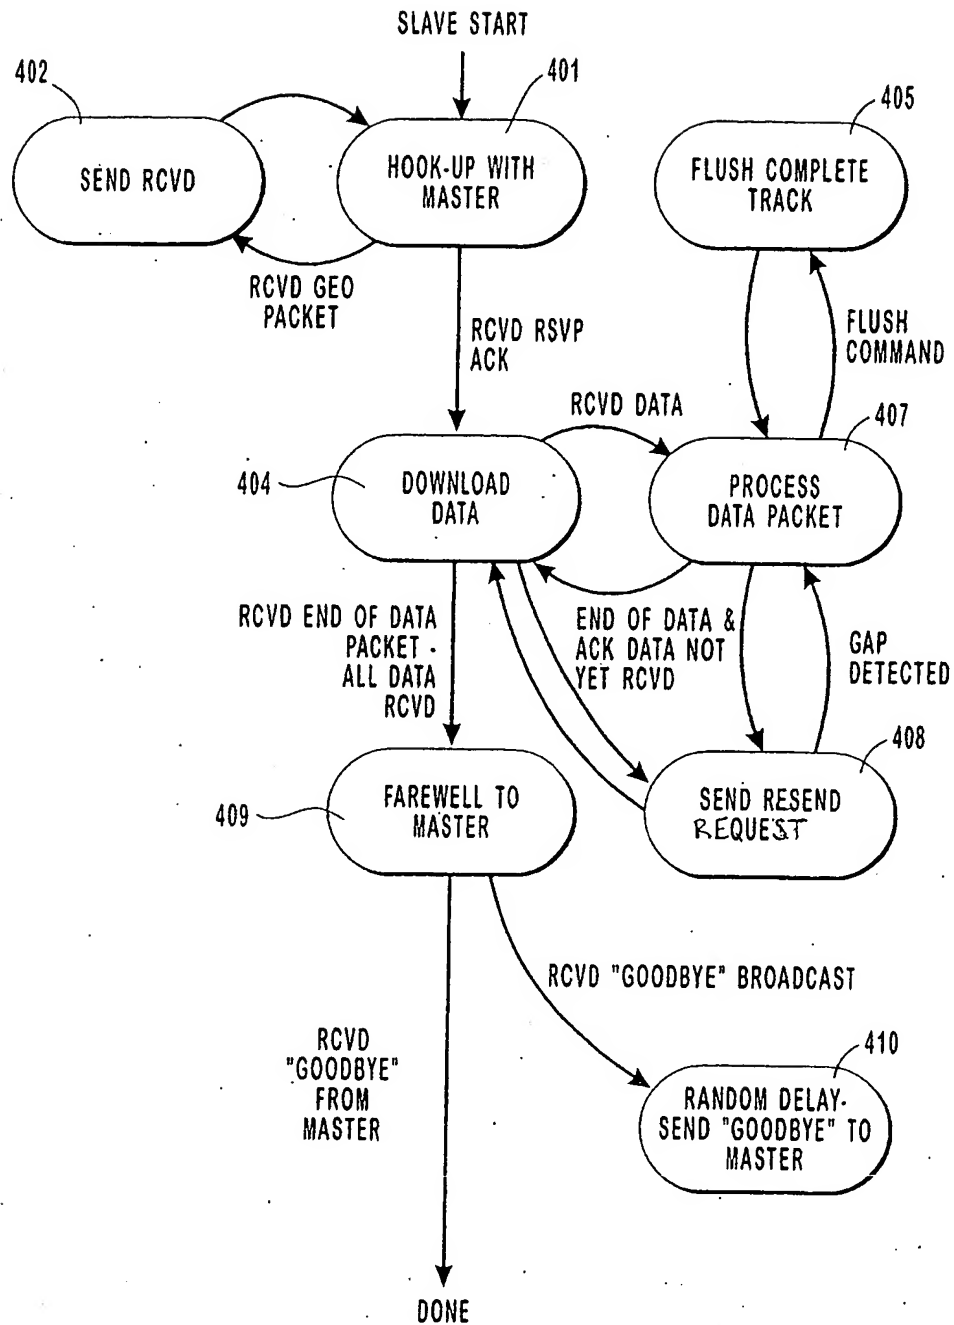 SLAVE START
402
401
405
SEND RCVD
HOOK-UP WITH
MASTER
FLUSH COMPLETE
TRACK
RCVD GEO
PACKET
RCVD RSVP
ACK
FLUSH
COMMAND
RCVD DATA
407
404
DOWNLOAD
DATA
PROCESS
DATA PACKET
RCVD END OF DATA
PACKET -
ALL DATA
RCVD
END OF DATA &
ACK DATA NOT
YET RCVD
GAP
DETECTED
408
409
FAREWELL TO
MASTER
SEND RESEND
REQUEST
RCVD "GOODBYE" BROADCAST
RCVD
"GOODBYE"
FROM
MASTER
410
RANDOM DELAY-
SEND "GOODBYE" TO
MASTER
DONE